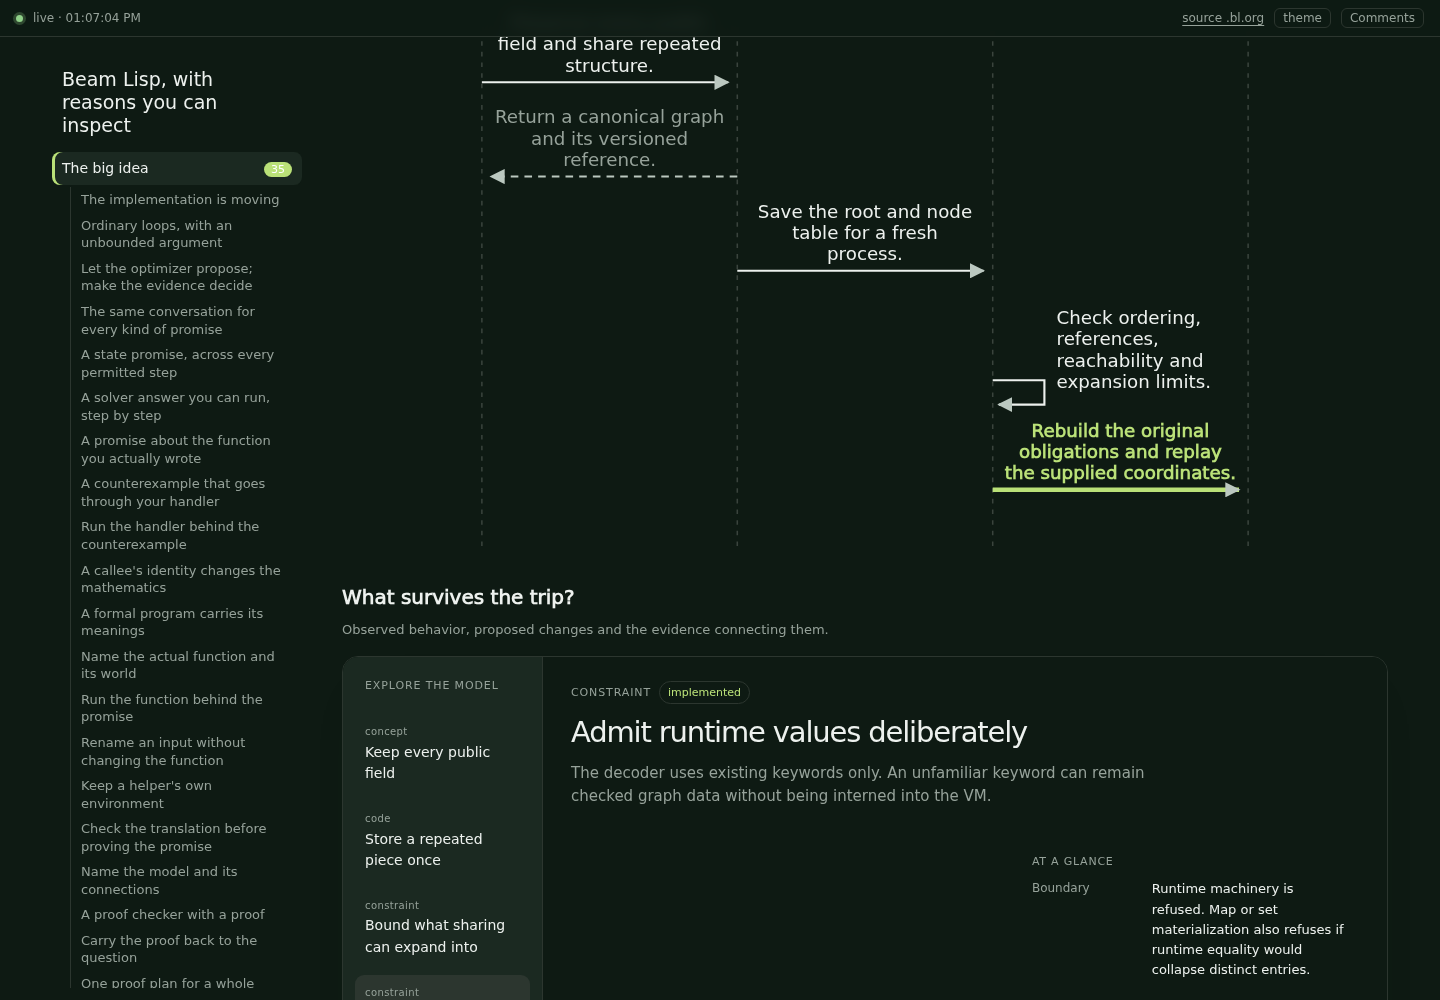 live · 01:07:04 PM
source .bl.org
theme
Comments
Beam Lisp, with
reasons you can
inspect
The big idea
35
The implementation is moving
Ordinary loops, with an
unbounded argument
Let the optimizer propose;
make the evidence decide
The same conversation for
every kind of promise
A state promise, across every
permitted step
A solver answer you can run,
step by step
A promise about the function
you actually wrote
A counterexample that goes
through your handler
Run the handler behind the
counterexample
A callee's identity changes the
mathematics
A formal program carries its
meanings
Name the actual function and
its world
Run the function behind the
promise
Rename an input without
changing the function
Keep a helper's own
environment
Check the translation before
proving the promise
Name the model and its
connections
A proof checker with a proof
Carry the proof back to the
question
One proof plan for a whole
field and share repeated
structure.
Return a canonical graph
and its versioned
reference.
Save the root and node
table for a fresh
process.
Check ordering,
references,
reachability and
expansion limits.
Rebuild the original
obligations and replay
the supplied coordinates.
What survives the trip?
Observed behavior, proposed changes and the evidence connecting them.
EXPLORE THE MODEL
concept
Keep every public
field
code
Store a repeated
piece once
constraint
Bound what sharing
can expand into
constraint
CONSTRAINT
implemented
Admit runtime values deliberately
The decoder uses existing keywords only. An unfamiliar keyword can remain
checked graph data without being interned into the VM.
AT A GLANCE
Boundary
Runtime machinery is
refused. Map or set
materialization also refuses if
runtime equality would
collapse distinct entries.